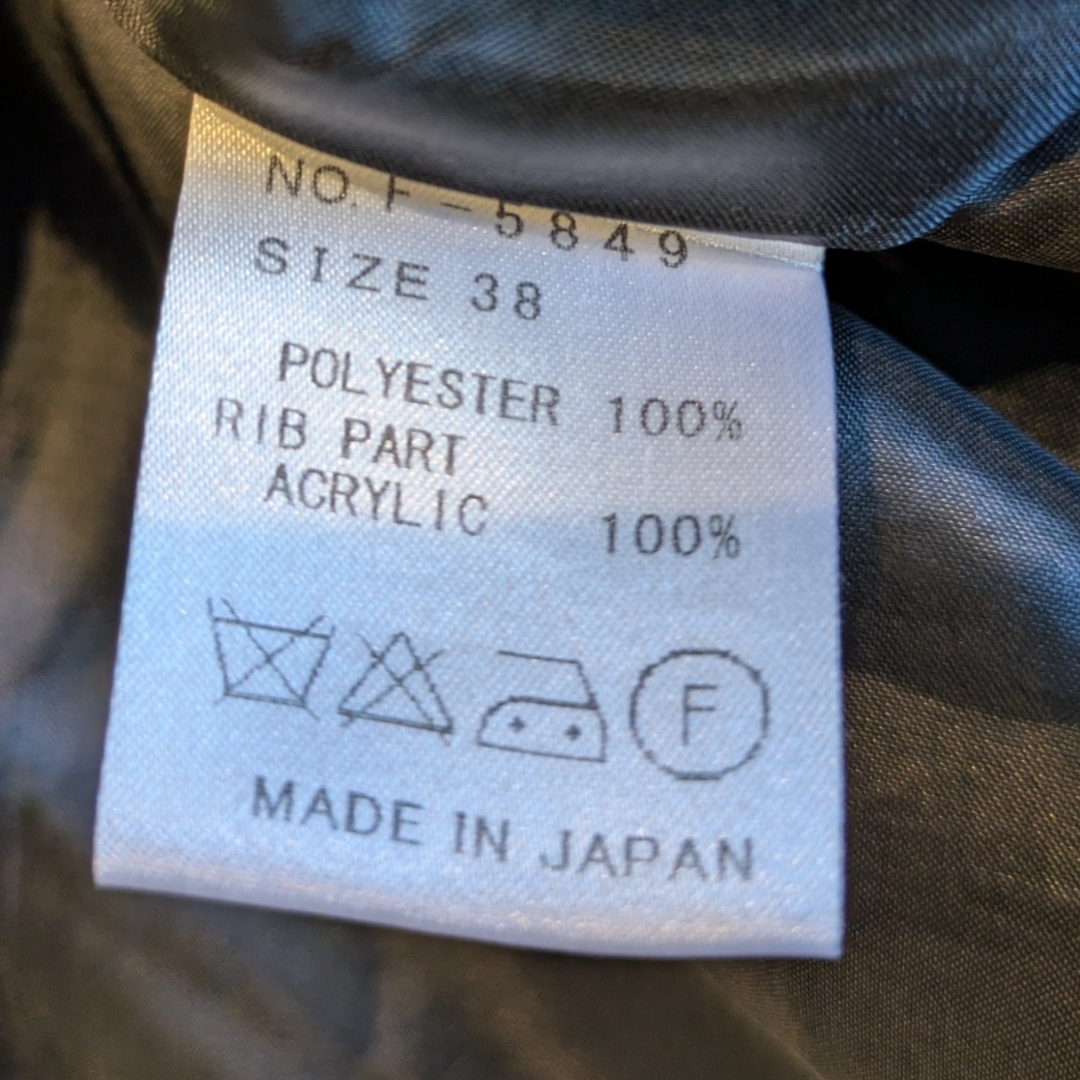 NO. F-5849
SIZE 38
POLYESTER 100%
RIB PART
ACRYLIC 100%
F
MADE IN JAPAN